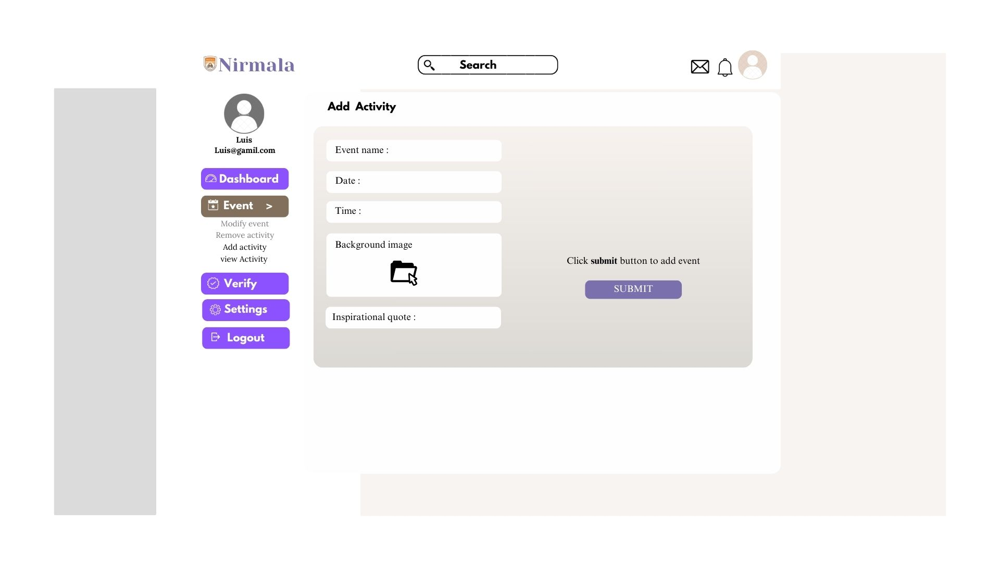 Nirmala
Search
Luis
Luis@gamil.com
Dashboard
Event >
Modify event
Remove activity
Add activity
view Activity
Verify
Settings
Logout
Add Activity
Event name :
Date :
Time :
Background image
Inspirational quote :
Click submit button to add event
SUBMIT